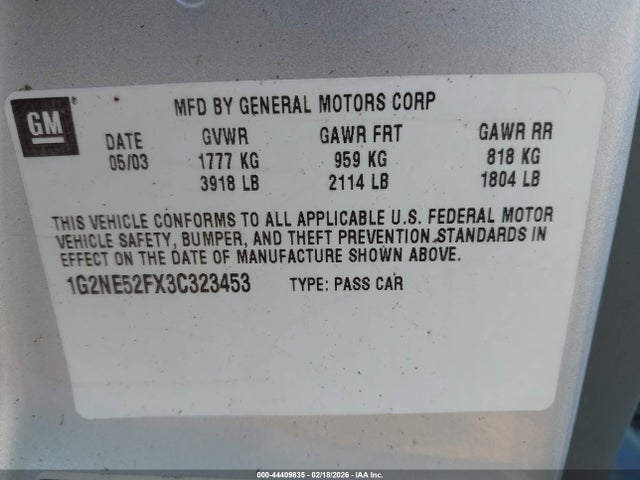 GM
MFD BY GENERAL MOTORS CORP
DATE GVWR GAWR FRT GAWR RR
05/03 1777 KG 959 KG 818 KG
3918 LB 2114 LB 1804 LB
THIS VEHICLE CONFORMS TO ALL APPLICABLE U.S. FEDERAL MOTOR
VEHICLE SAFETY, BUMPER, AND THEFT PREVENTION STANDARDS IN
EFFECT ON THE DATE OF MANUFACTURE SHOWN ABOVE.
1G2NE52FX3C323453 TYPE: PASS CAR
000-44409835 - 02/18/2026 - IAA Inc.